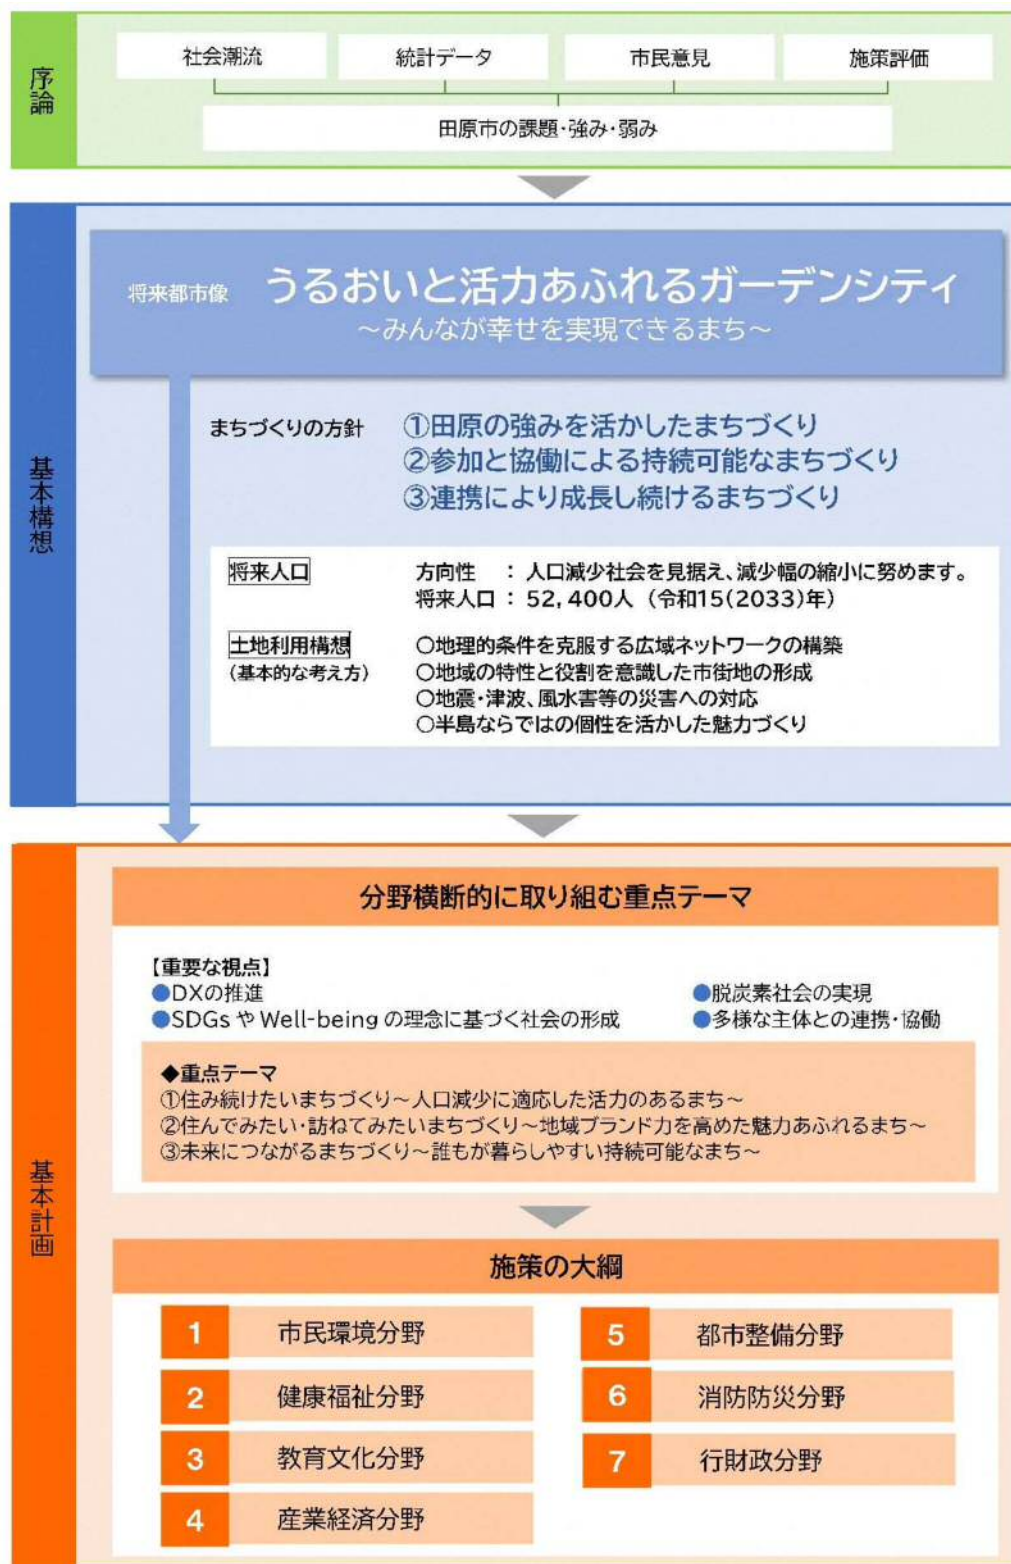 序論
社会潮流
統計データ
市民意見
施策評価
田原市の課題・強み・弱み
基本構想
将来都市像 うるおいと活力あふれるガーデンシティ
～みんなが幸せを実現できるまち～
まちづくりの方針
①田原の強みを活かしたまちづくり
②参加と協働による持続可能なまちづくり
③連携により成長し続けるまちづくり
将来人口
方向性 ： 人口減少社会を見据え、減少幅の縮小に努めます。
将来人口 ： 52,400人 （令和15(2033)年）
土地利用構想
（基本的な考え方）
○地理的条件を克服する広域ネットワークの構築
○地域の特性と役割を意識した市街地の形成
○地震・津波、風水害等の災害への対応
○半島ならではの個性を活かした魅力づくり
基本計画
分野横断的に取り組む重点テーマ
【重要な視点】
●DXの推進
●脱炭素社会の実現
●SDGs や Well-being の理念に基づく社会の形成
●多様な主体との連携・協働
◆重点テーマ
①住み続けたいまちづくり～人口減少に適応した活力のあるまち～
②住んでみたい・訪ねてみたいまちづくり～地域ブランド力を高めた魅力あふれるまち～
③未来につながるまちづくり～誰もが暮らしやすい持続可能なまち～
施策の大綱
1 市民環境分野
2 健康福祉分野
3 教育文化分野
4 産業経済分野
5 都市整備分野
6 消防防災分野
7 行財政分野